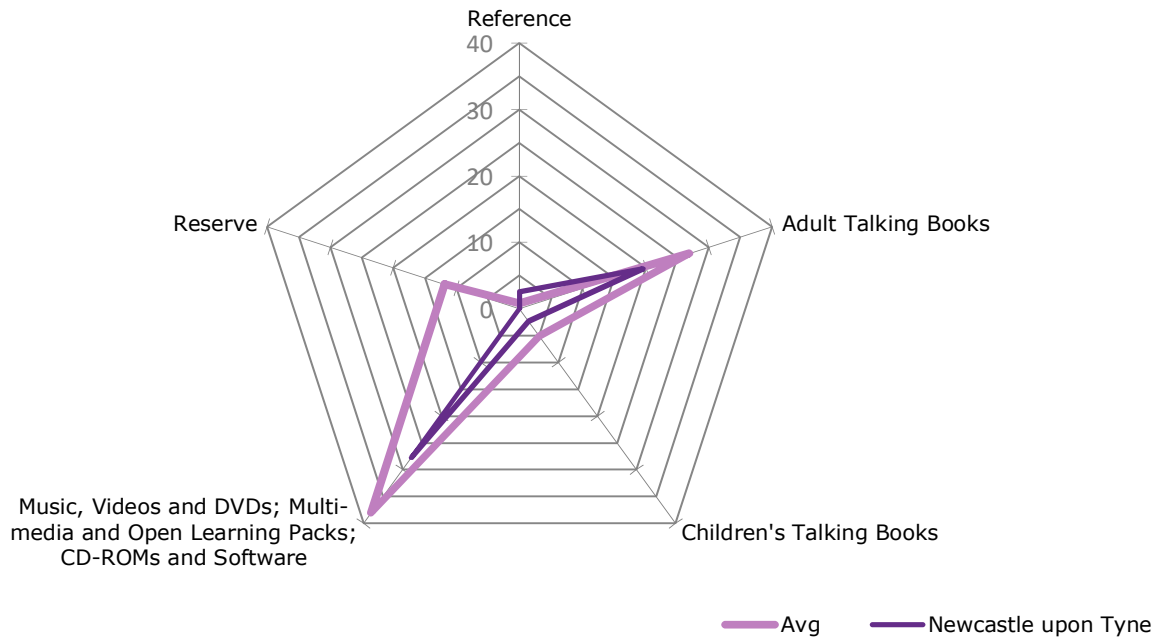 Reference
40
30
20
10
0
Adult Talking Books
Reserve
Children's Talking Books
Music, Videos and DVDs; Multi-
media and Open Learning Packs;
CD-ROMs and Software
Avg
Newcastle upon Tyne